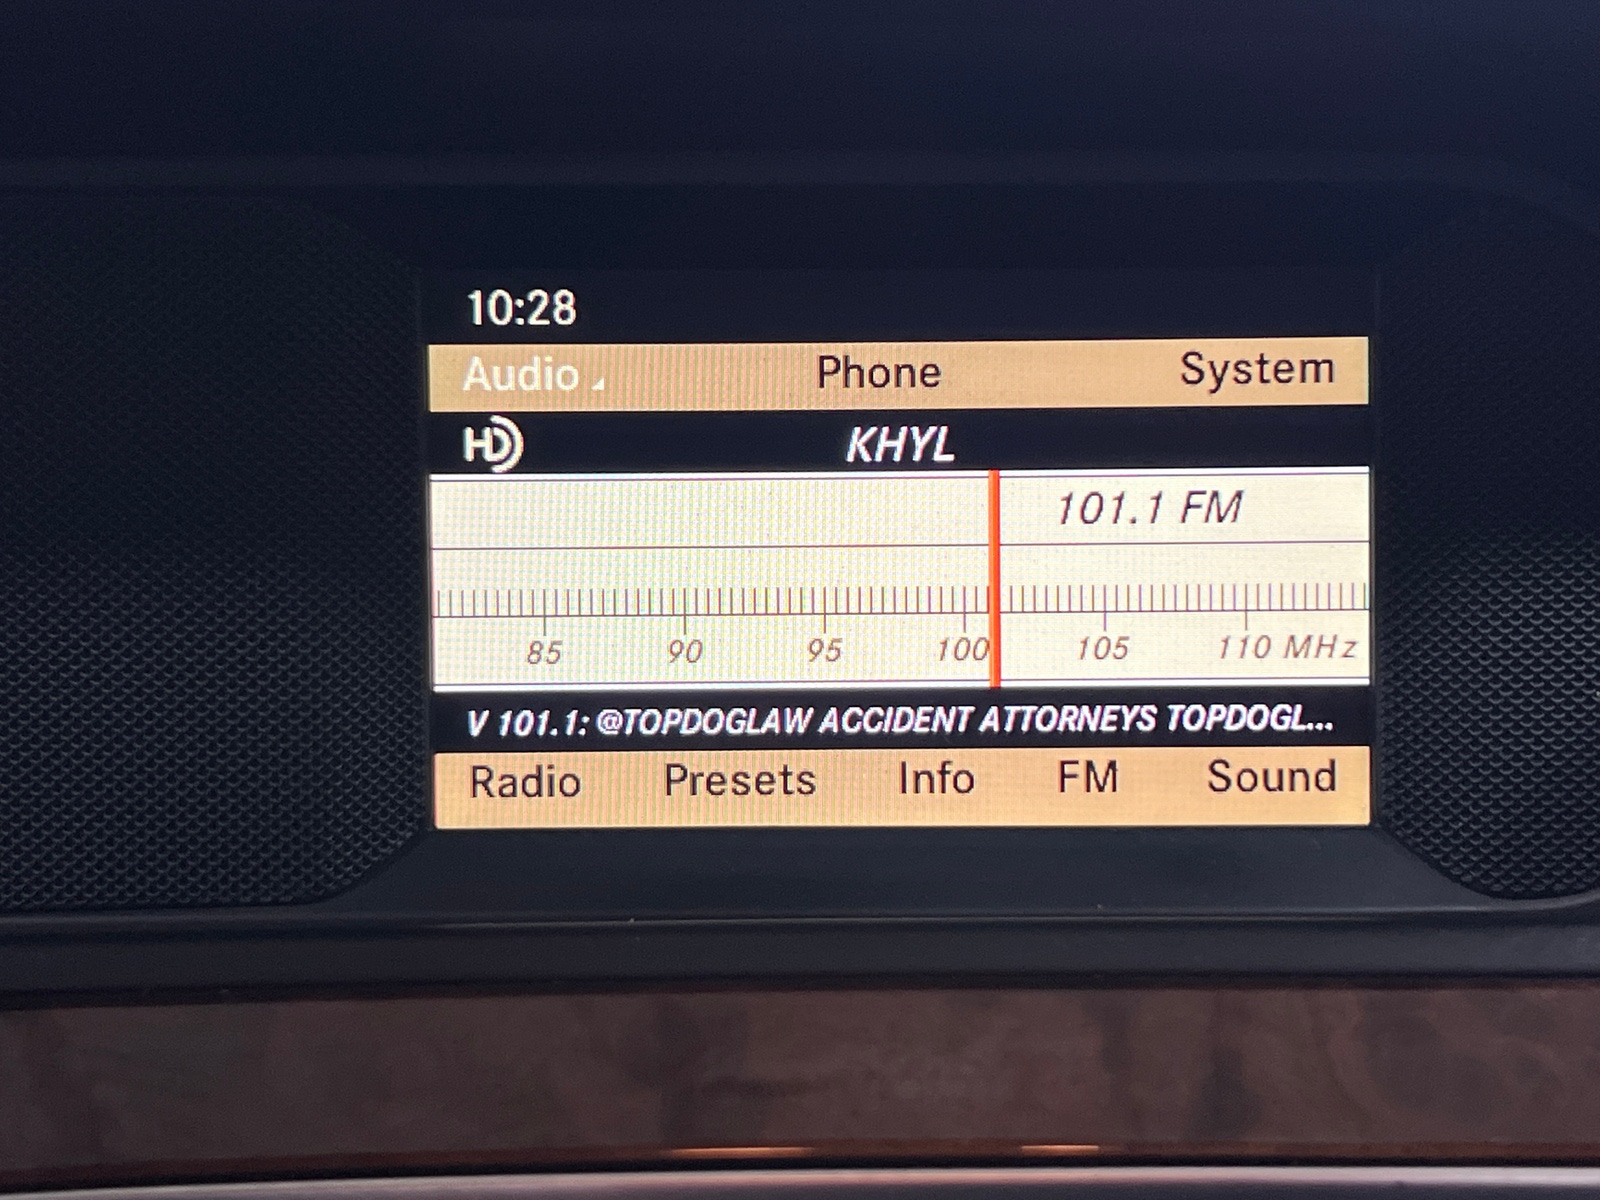 10:28
Audio Phone System
HD KHYL
101.1 FM
85 90 95 100 105 110 MHz
V 101.1: @TOPDOGLAW ACCIDENT ATTORNEYS TOPDOGL...
Radio Presets Info FM Sound